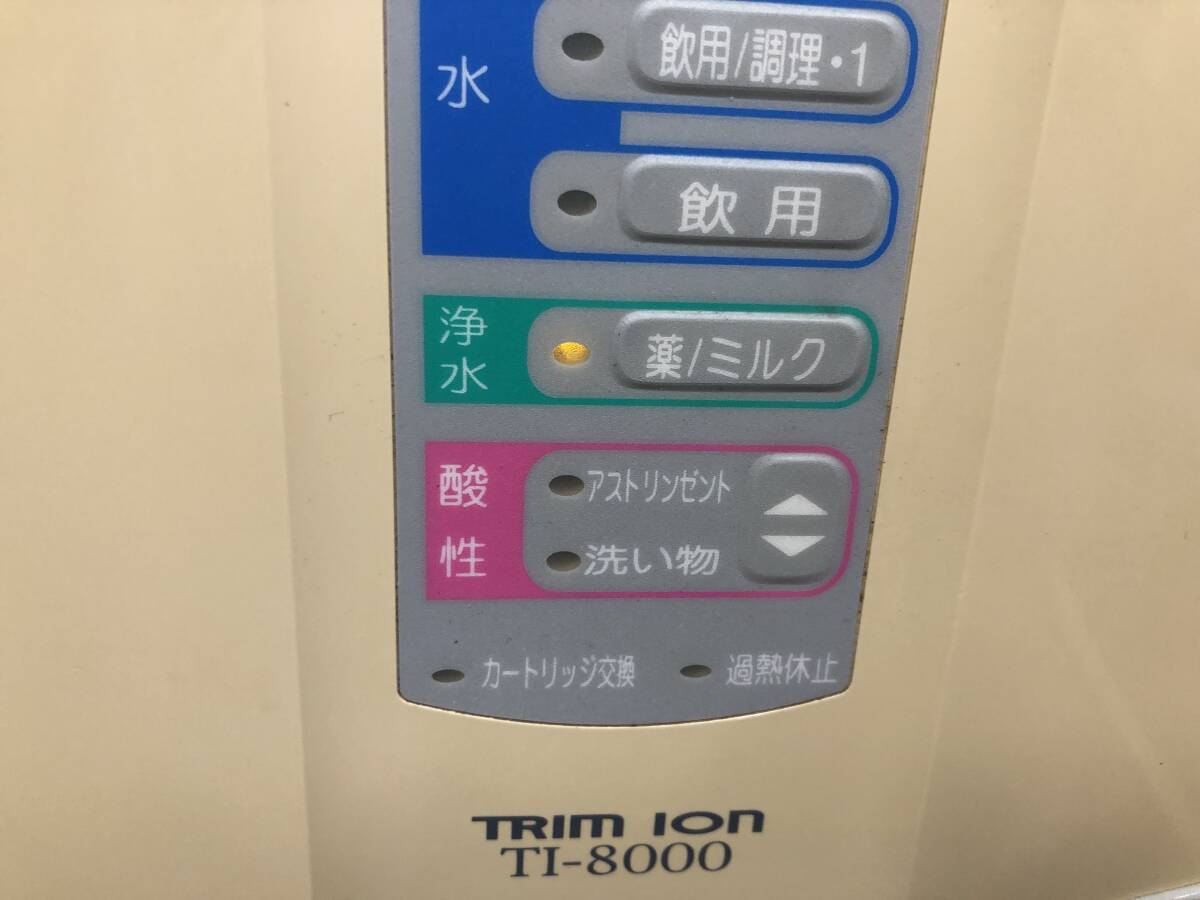 水
飲用/調理・1
飲用
浄水
薬/ミルク
酸性
アストリンゼント
洗い物
カートリッジ交換
過熱休止
TRIM ION
TI-8000